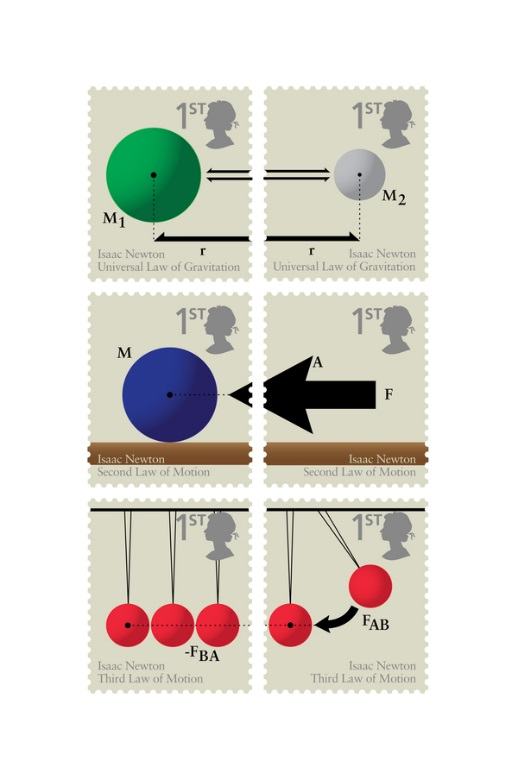 1ST
M1
r
Isaac Newton
Universal Law of Gravitation
1ST
M2
r
Isaac Newton
Universal Law of Gravitation
1ST
M
Isaac Newton
Second Law of Motion
1ST
A
F
Isaac Newton
Second Law of Motion
1ST
-FBA
Isaac Newton
Third Law of Motion
1ST
FAB
Isaac Newton
Third Law of Motion